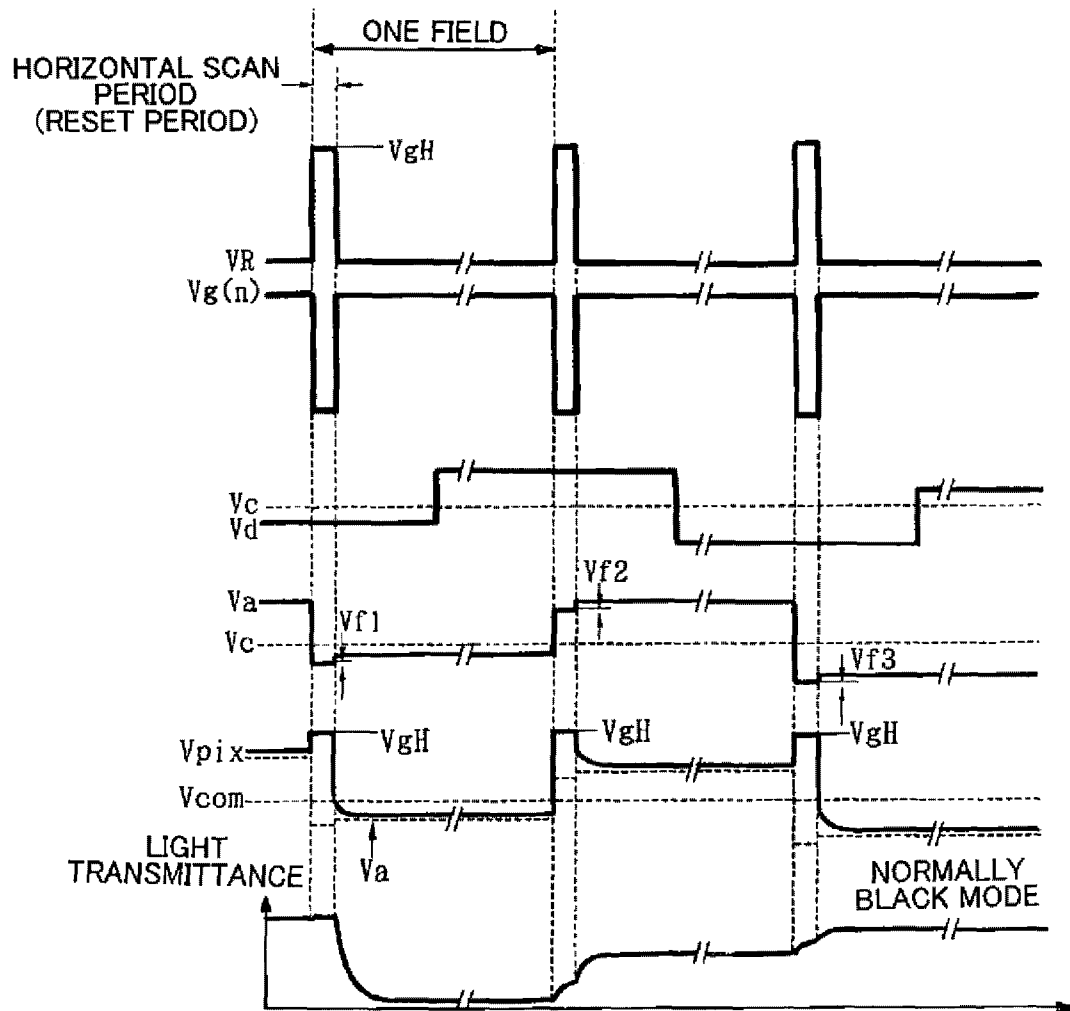 ONE FIELD
HORIZONTAL SCAN
PERIOD
(RESET PERIOD)
VgH
VR
Vg(n)
Vc
Vd
Vf2
Va
Vf1
Vc
Vf3
VgH
VgH
VgH
Vpix
Vcom
LIGHT
TRANSMITTANCE
Va
NORMALLY
BLACK MODE